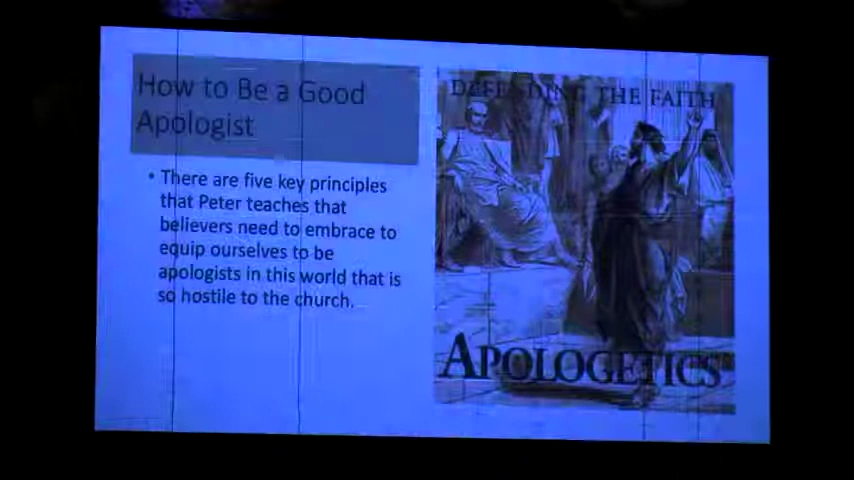 How to Be a Good
Apologist
• There are five key principles
that Peter teaches that
believers need to embrace to
equip ourselves to be
apologists in this world that is
so hostile to the church.
DEFENDING THE FAITH
APOLOGETICS